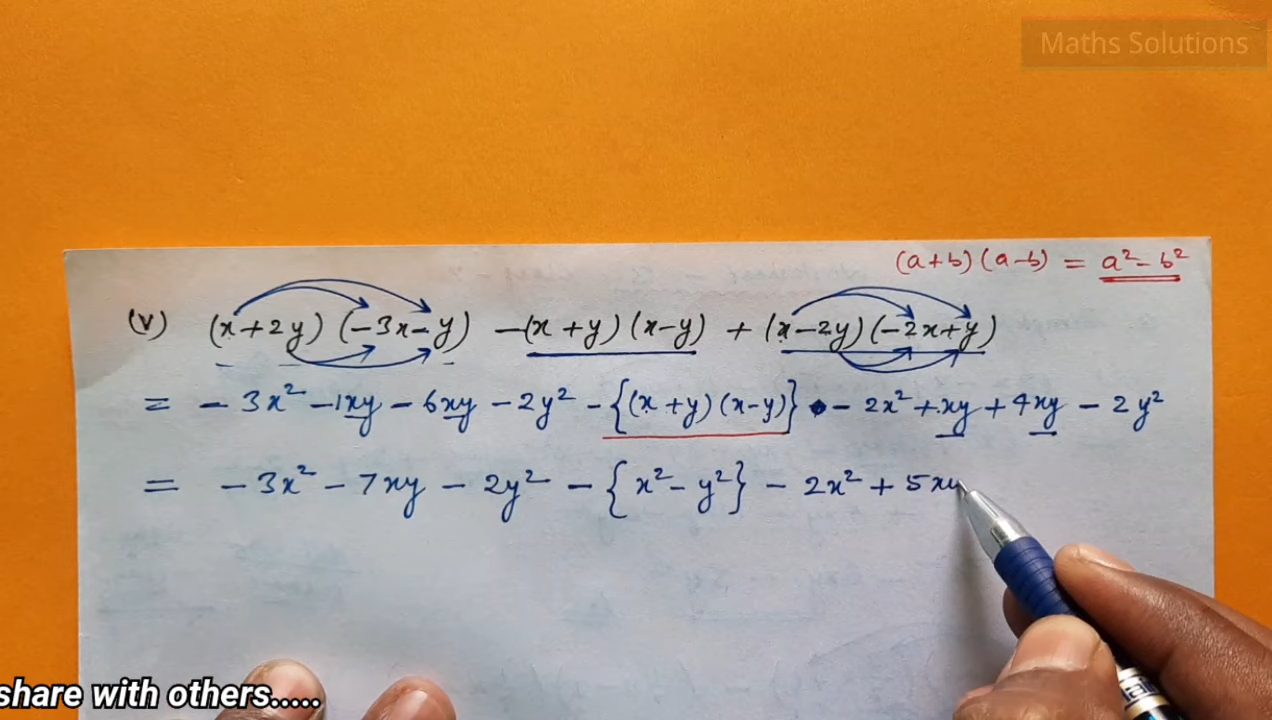 Maths Solutions
(a+b)(a-b) = a²-b²
(v) (x+2y)(-3x-y) -(x+y)(x-y) + (x-2y)(-2x+y)
= -3x² -1xy - 6xy - 2y² -{(x+y)(x-y)} - 2x² + xy + 4xy - 2y²
= -3x² - 7xy - 2y² - {x² - y²} - 2x² + 5xy
share with others.....